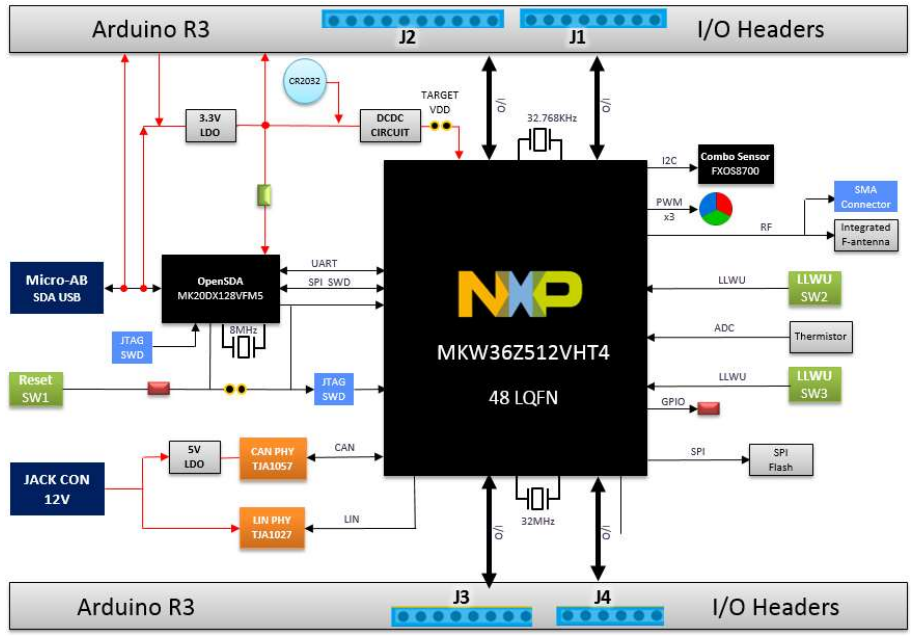 Arduino R3
J2
J1
I/O Headers
CR2032
TARGET
VDD
3.3V
LDO
DCDC
CIRCUIT
I/O
32.768KHz
I/O
I2C
Combo Sensor
FXOS8700
PWM
x3
SMA
Connector
RF
Integrated
F-antenna
Micro-AB
SDA USB
OpenSDA
MK20DX128VFM5
UART
SPI SWD
NXP
LLWU
LLWU
SW2
JTAG
SWD
8MHz
MKW36Z512VHT4
ADC
Thermistor
Reset
SW1
JTAG
SWD
48 LQFN
LLWU
LLWU
SW3
GPIO
5V
LDO
CAN PHY
TJA1057
CAN
SPI
SPI
Flash
JACK CON
12V
LIN PHY
TJA1027
LIN
I/O
32MHz
I/O
Arduino R3
J3
J4
I/O Headers